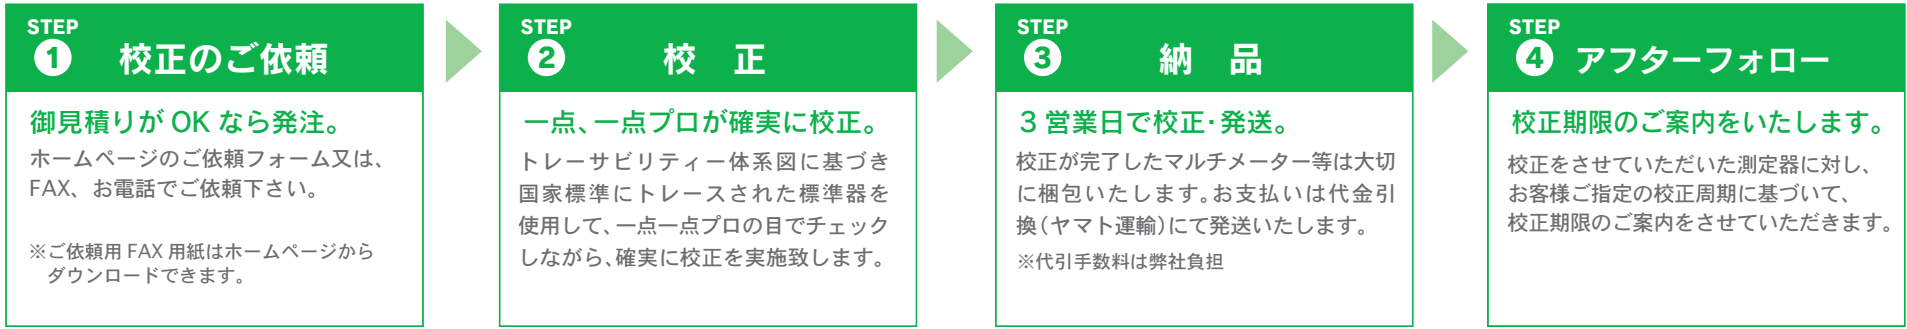 STEP
1 校正のご依頼
御見積りが OK なら発注。
ホームページのご依頼フォーム又は、
FAX、お電話でご依頼下さい。
※ご依頼用 FAX 用紙はホームページから
ダウンロードできます。
STEP
2 校 正
一点、一点プロが確実に校正。
トレーサビリティー体系図に基づき
国家標準にトレースされた標準器を
使用して、一点一点プロの目でチェック
しながら、確実に校正を実施致します。
STEP
3 納 品
3 営業日で校正・発送。
校正が完了したマルチメーター等は大切
に梱包いたします。お支払いは代金引
換（ヤマト運輸）にて発送いたします。
※代引手数料は弊社負担
STEP
4 アフターフォロー
校正期限のご案内をいたします。
校正をさせていただいた測定器に対し、
お客様ご指定の校正周期に基づいて、
校正期限のご案内をさせていただきます。